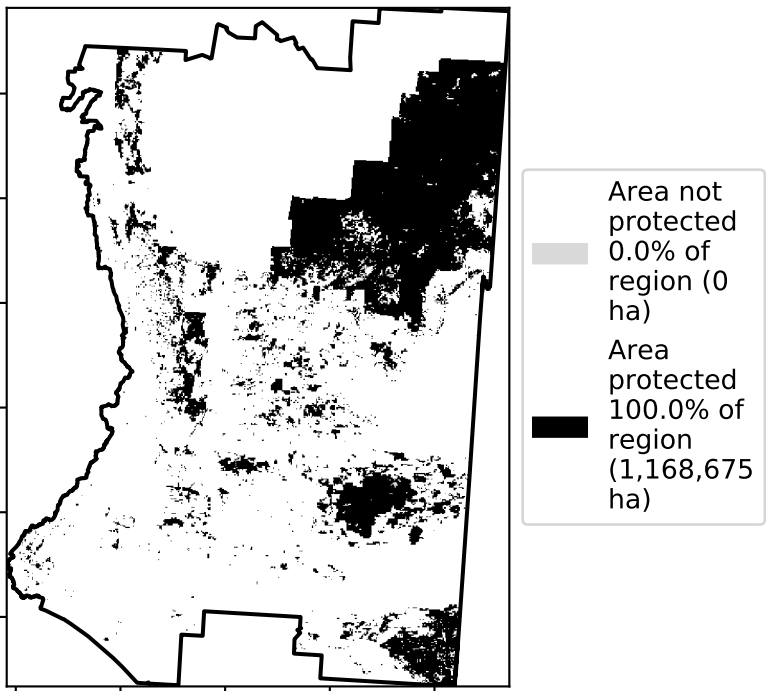 Area not
protected
0.0% of
region (0
ha)
Area
protected
100.0% of
region
(1,168,675
ha)